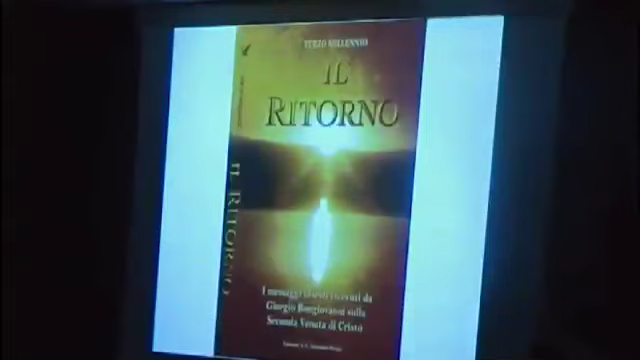 TERZO MILLENNIO
IL
RITORNO
IL RITORNO
I messaggi celesti ricevuti da
Giorgio Bongiovanni sulla
Seconda Venuta di Cristo